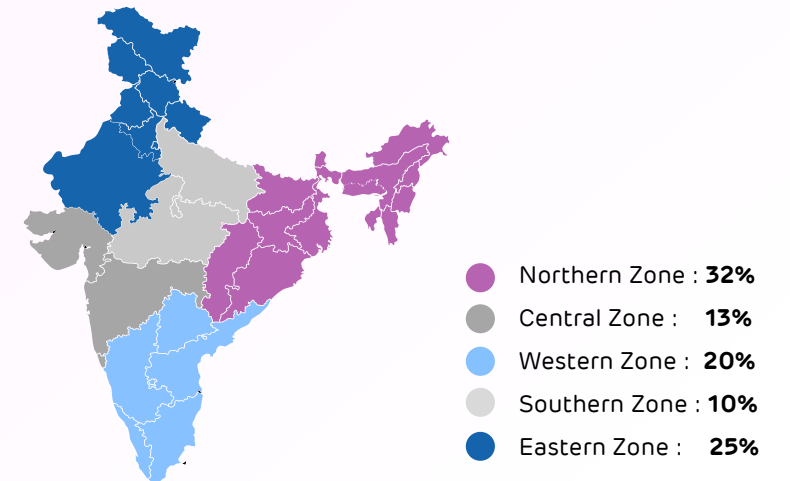 Northern Zone : 32%
Central Zone : 13%
Western Zone : 20%
Southern Zone : 10%
Eastern Zone : 25%